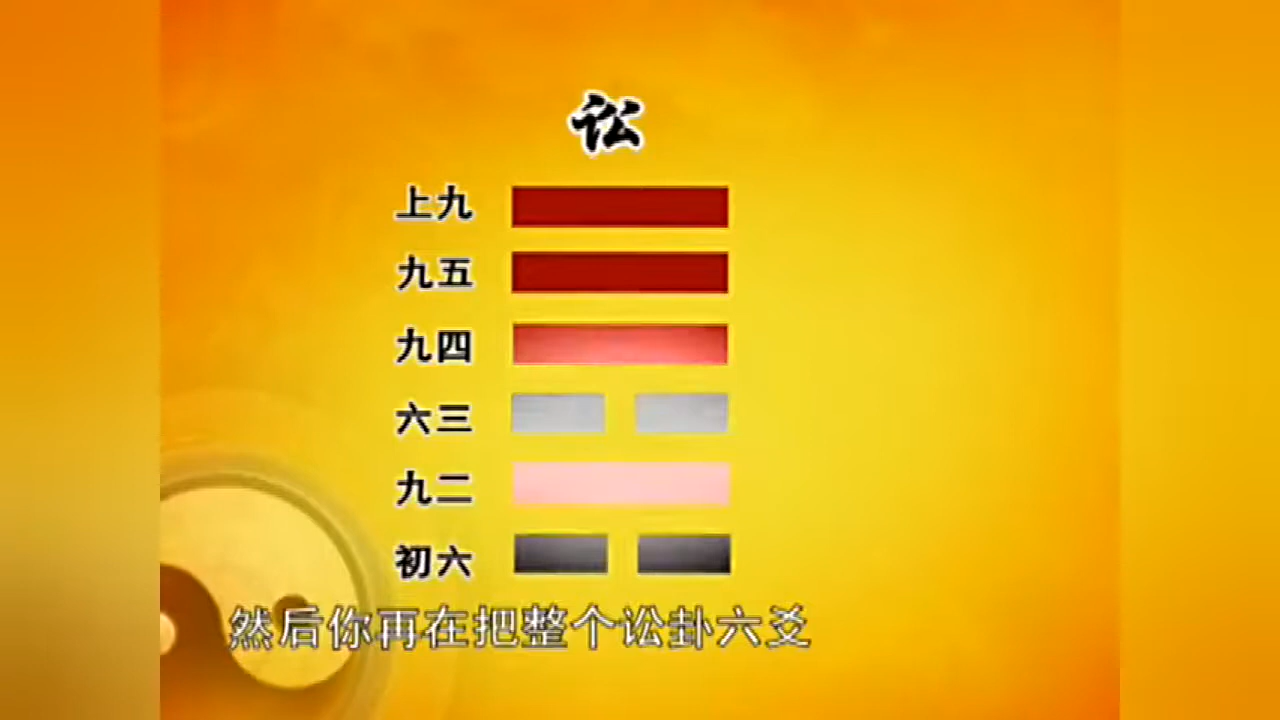 讼
上九
九五
九四
六三
九二
初六
然后你再在把整个讼卦六爻